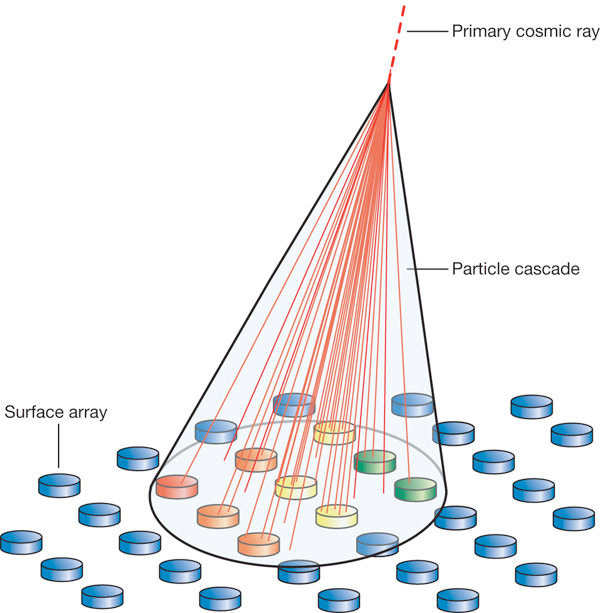 Primary cosmic ray
Particle cascade
Surface array